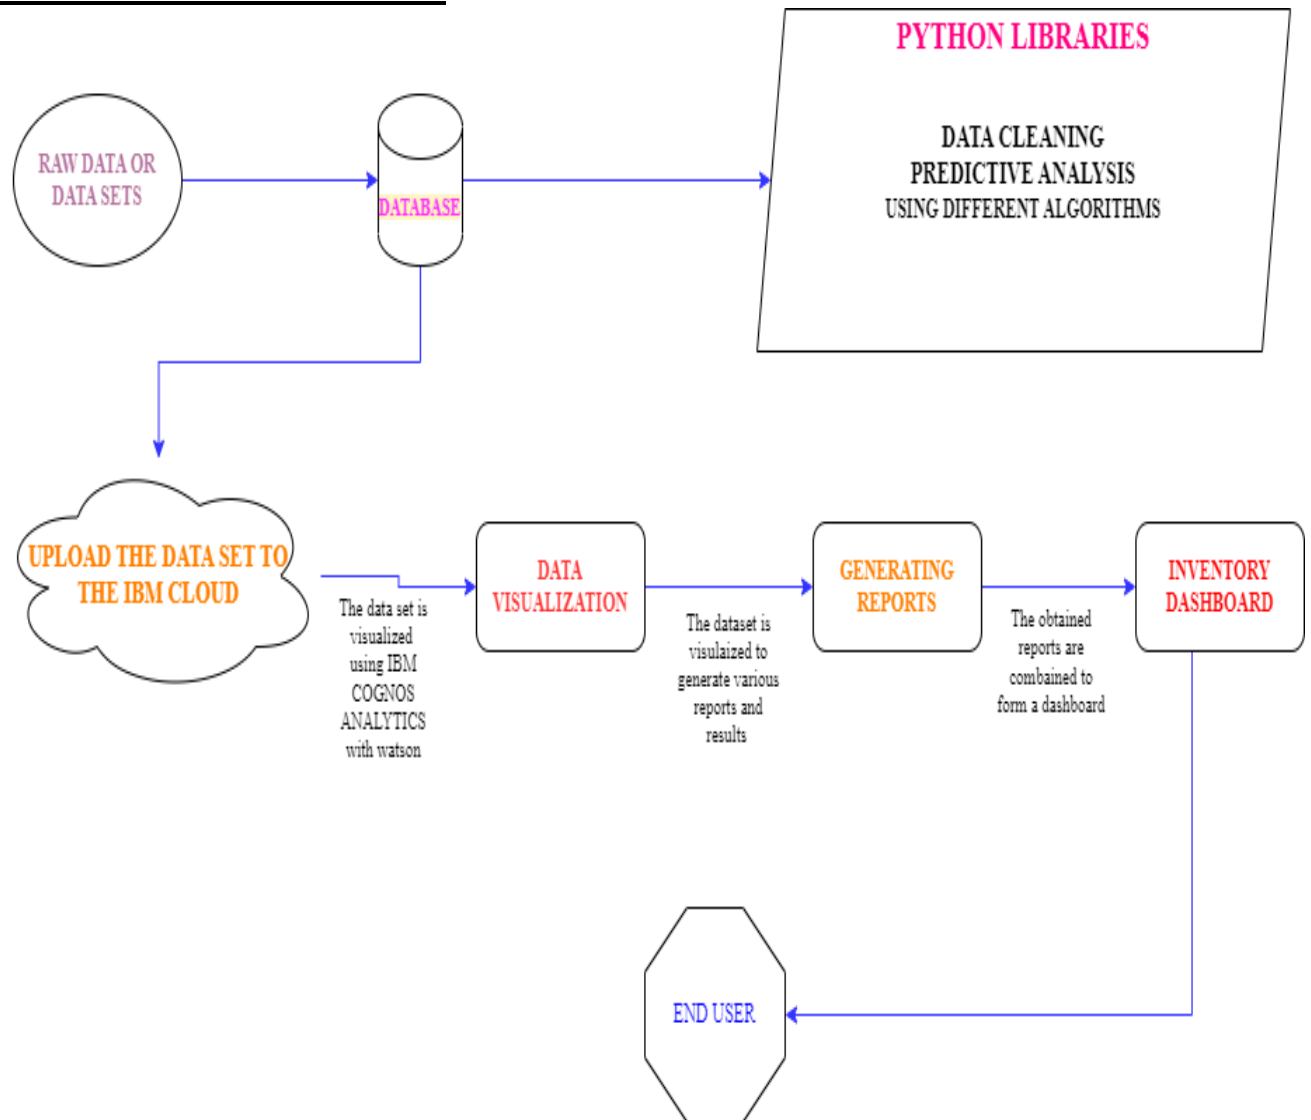 PYTHON LIBRARIES
DATA CLEANING
PREDICTIVE ANALYSIS
USING DIFFERENT ALGORITHMS
RAW DATA OR
DATA SETS
DATABASE
UPLOAD THE DATA SET TO
THE IBM CLOUD
The data set is
visualized
using IBM
COGNOS
ANALYTICS
with watson
DATA
VISUALIZATION
The dataset is
visulaized to
generate various
reports and
results
GENERATING
REPORTS
The obtained
reports are
combained to
form a dashboard
INVENTORY
DASHBOARD
END USER